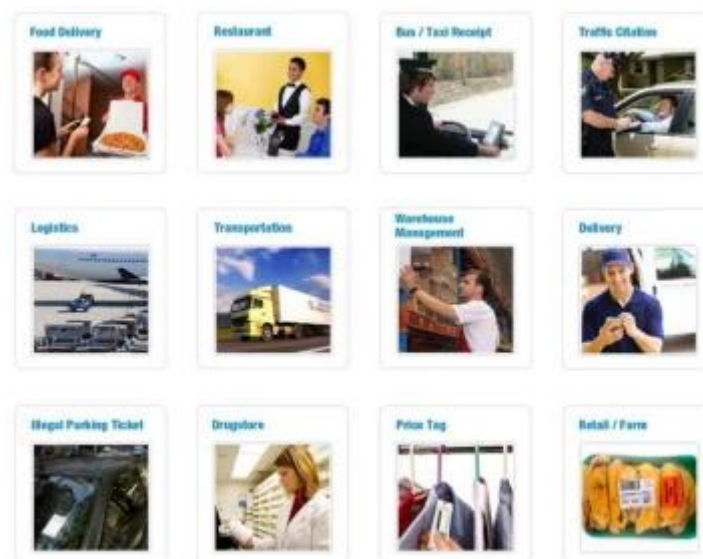 Food Delivery
Restaurant
Bus / Taxi Receipt
Traffic Citation
Logistics
Transportation
Warehouse
Management
Delivery
Illegal Parking Ticket
Drugstore
Price Tag
Retail / Farm